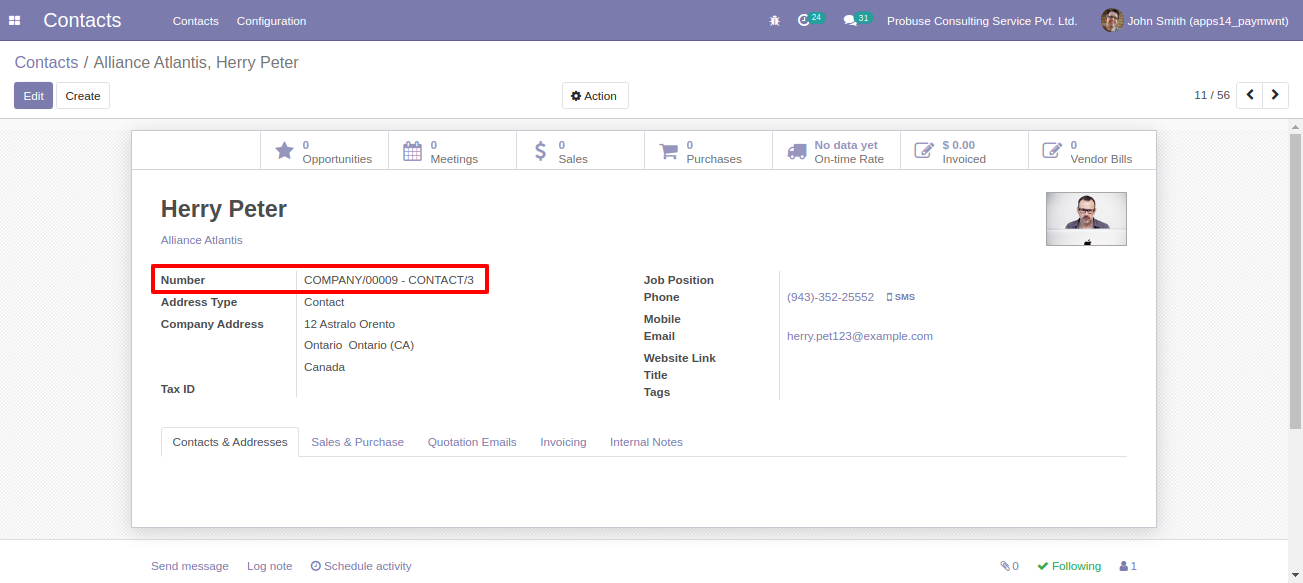 Contacts Contacts Configuration 24 31 Probuse Consulting Service Pvt. Ltd. John Smith (apps14_paymwnt)
Contacts / Alliance Atlantis, Herry Peter
Edit Create Action 11 / 56
0 Opportunities
0 Meetings
0 Sales
0 Purchases
No data yet On-time Rate
$ 0.00 Invoiced
0 Vendor Bills
Herry Peter
Alliance Atlantis
Number COMPANY/00009 - CONTACT/3
Address Type Contact
Company Address 12 Astralo Orento
Ontario Ontario (CA)
Canada
Tax ID
Job Position
Phone (943)-352-25552 SMS
Mobile
Email herry.pet123@example.com
Website Link
Title
Tags
Contacts & Addresses Sales & Purchase Quotation Emails Invoicing Internal Notes
Send message Log note Schedule activity 0 Following 1